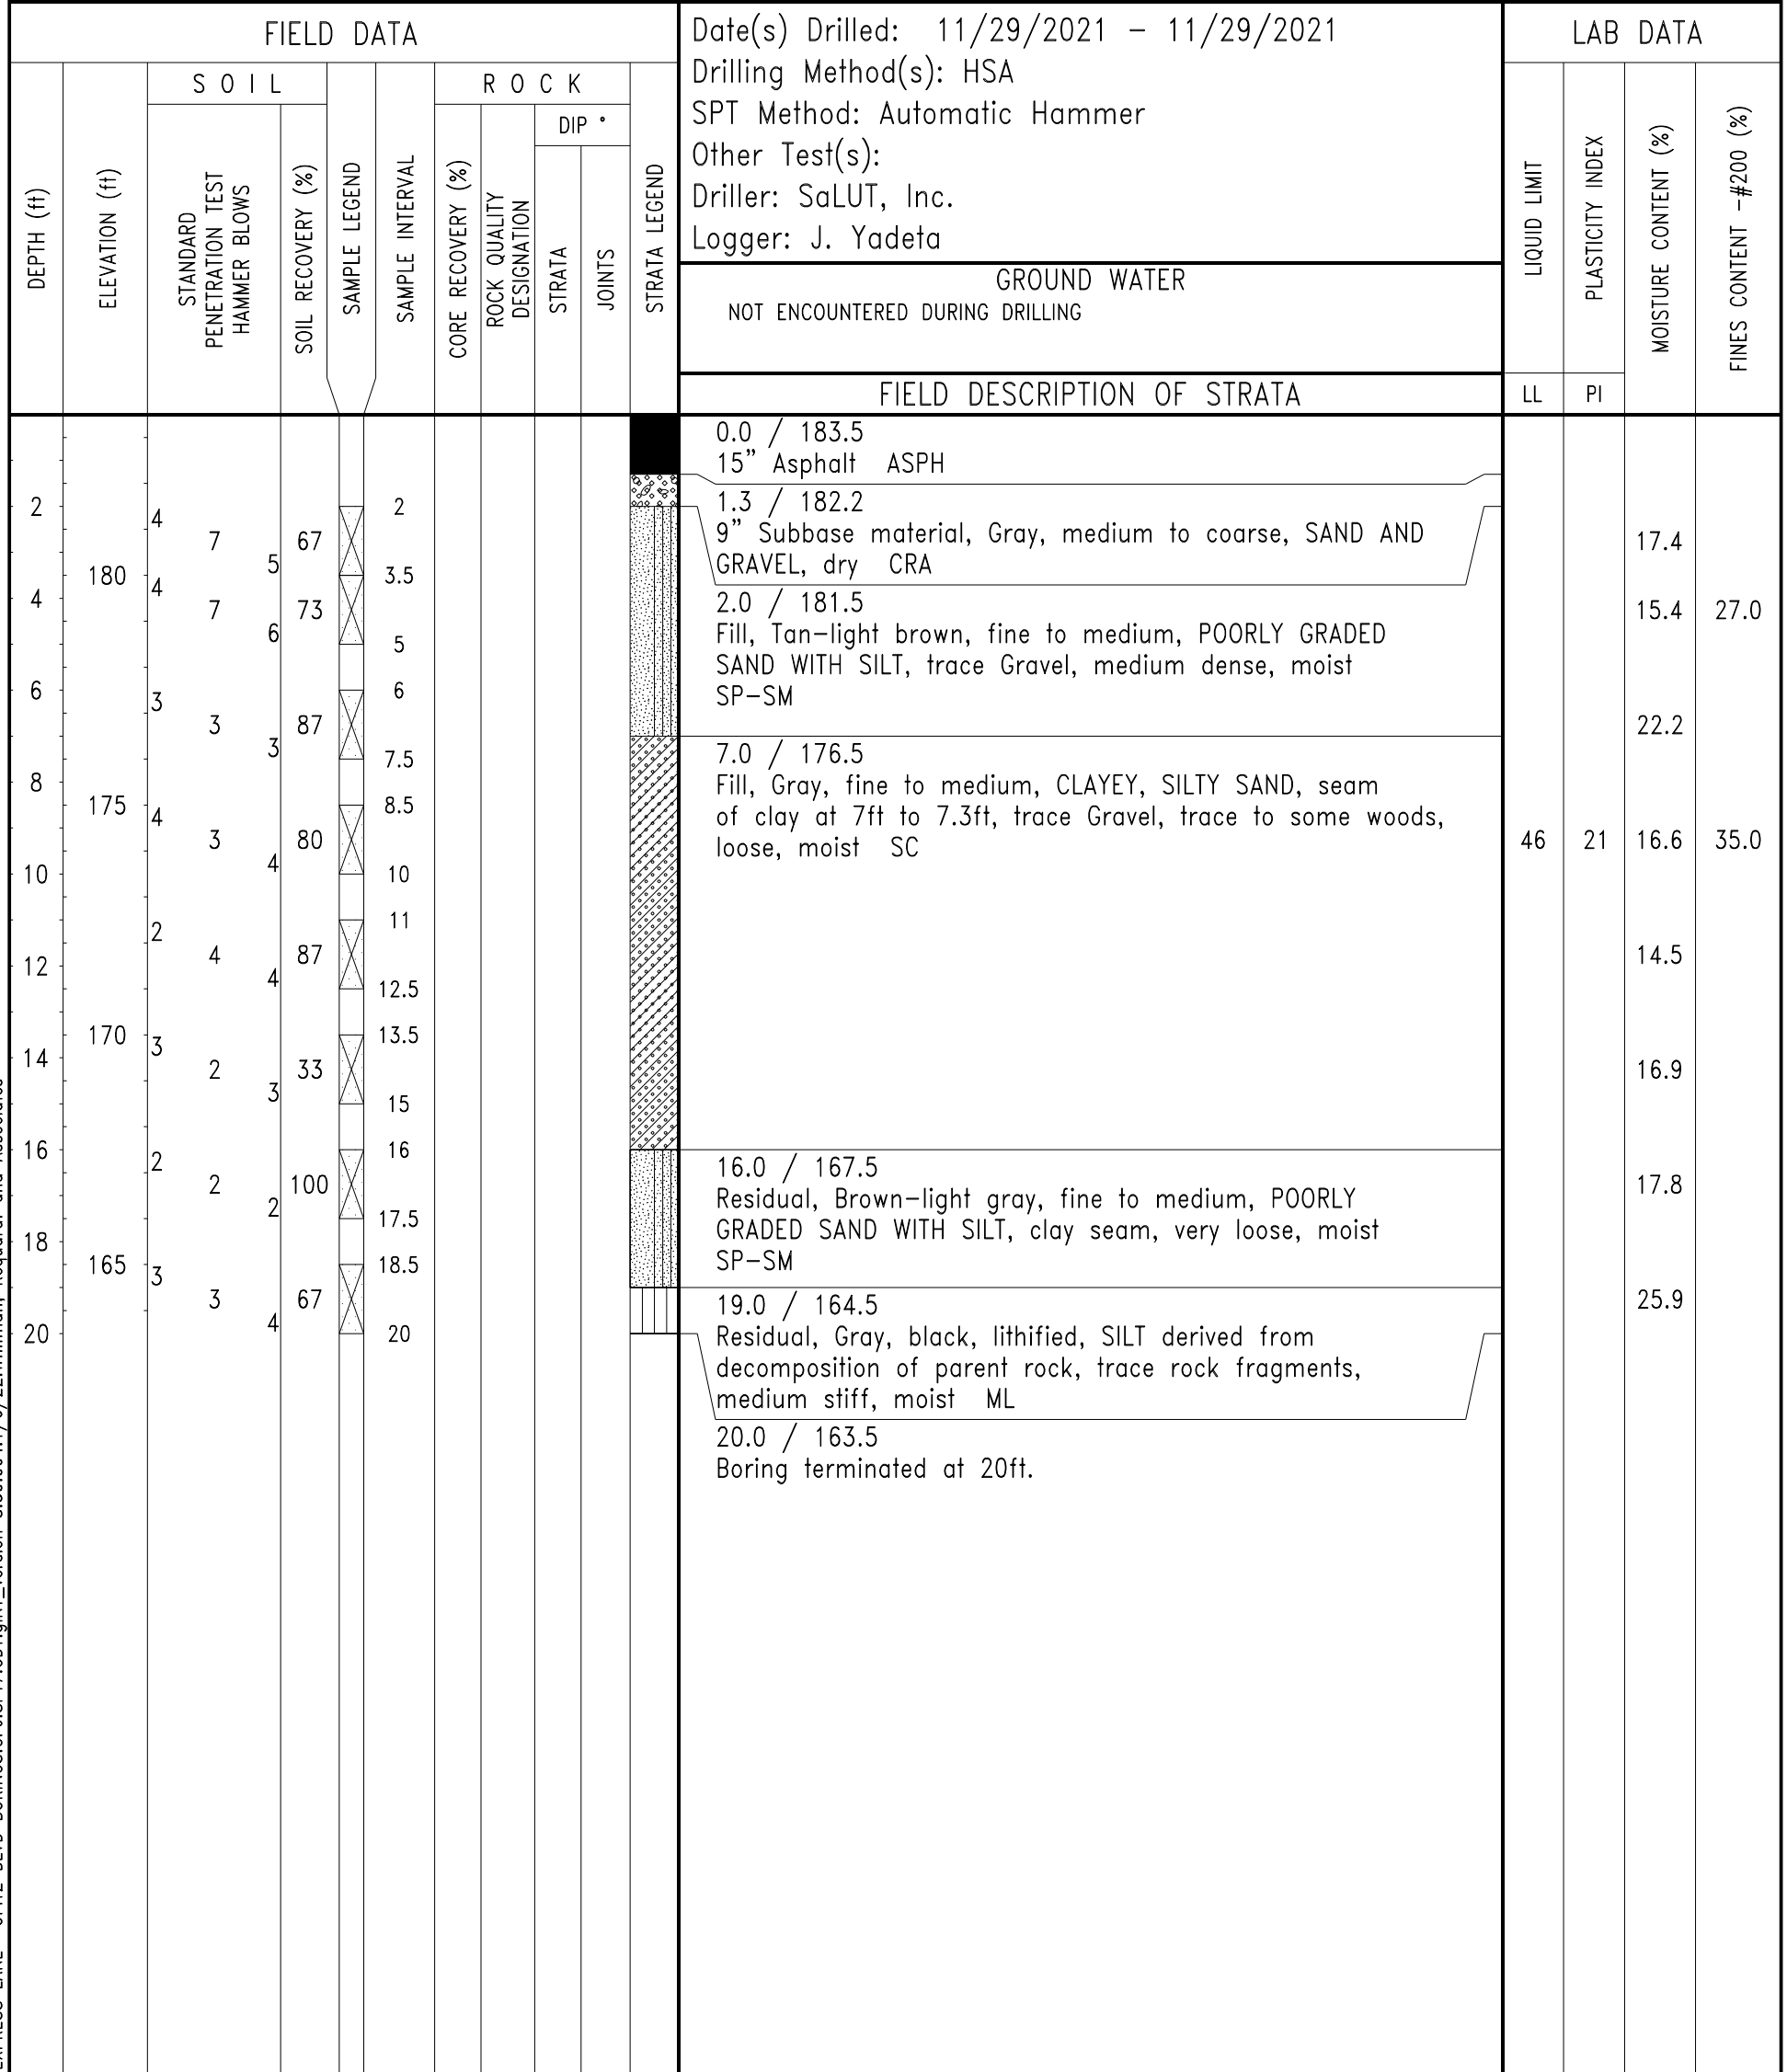 FIELD DATA
Date(s) Drilled: 11/29/2021 - 11/29/2021
Drilling Method(s): HSA
SPT Method: Automatic Hammer
Other Test(s):
Driller: SaLUT, Inc.
Logger: J. Yadeta
LAB DATA
SOIL
ROCK
DIP °
DEPTH (ft)
ELEVATION (ft)
STANDARD
PENETRATION TEST
HAMMER BLOWS
SOIL RECOVERY (%)
SAMPLE LEGEND
SAMPLE INTERVAL
CORE RECOVERY (%)
ROCK QUALITY
DESIGNATION
STRATA
JOINTS
STRATA LEGEND
GROUND WATER
NOT ENCOUNTERED DURING DRILLING
FIELD DESCRIPTION OF STRATA
LIQUID LIMIT
PLASTICITY INDEX
MOISTURE CONTENT (%)
FINES CONTENT -#200 (%)
LL PI
0.0 / 183.5
15” Asphalt ASPH
1.3 / 182.2
2 4 2
9” Subbase material, Gray, medium to coarse, SAND AND
7 67 17.4
GRAVEL, dry CRA
5
180 4 3.5
2.0 / 181.5
4 7 73 15.4 27.0
Fill, Tan-light brown, fine to medium, POORLY GRADED
6 5
SAND WITH SILT, trace Gravel, medium dense, moist
SP-SM
6 3 6
3 87 22.2
3 7.5
7.0 / 176.5
Fill, Gray, fine to medium, CLAYEY, SILTY SAND, seam
8
175 4 8.5
of clay at 7ft to 7.3ft, trace Gravel, trace to some woods,
loose, moist SC
3 80 46 21 16.6 35.0
10 4 10
2 11
4 87 14.5
12 4 12.5
170 3 13.5
14 2 33 16.9
3 15
16 2 16
16.0 / 167.5
2 100 17.8
Residual, Brown-light gray, fine to medium, POORLY
2 17.5
GRADED SAND WITH SILT, clay seam, very loose, moist
SP-SM
18
165 3 18.5
3 67 25.9
19.0 / 164.5
20 4 20
Residual, Gray, black, lithified, SILT derived from
decomposition of parent rock, trace rock fragments,
medium stiff, moist ML
20.0 / 163.5
Boring terminated at 20ft.